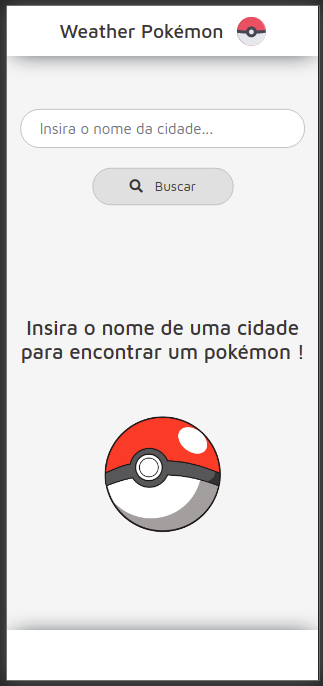 Weather Pokémon
Insira o nome da cidade...
Buscar
Insira o nome de uma cidade
para encontrar um pokémon !